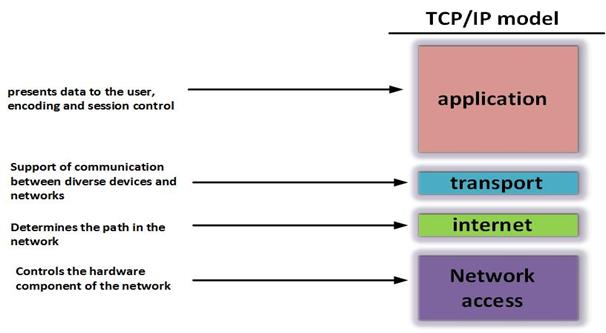 TCP/IP model
presents data to the user,
encoding and session control
application
Support of communication
between diverse devices and
networks
transport
Determines the path in the
network
internet
Controls the hardware
component of the network
Network
access